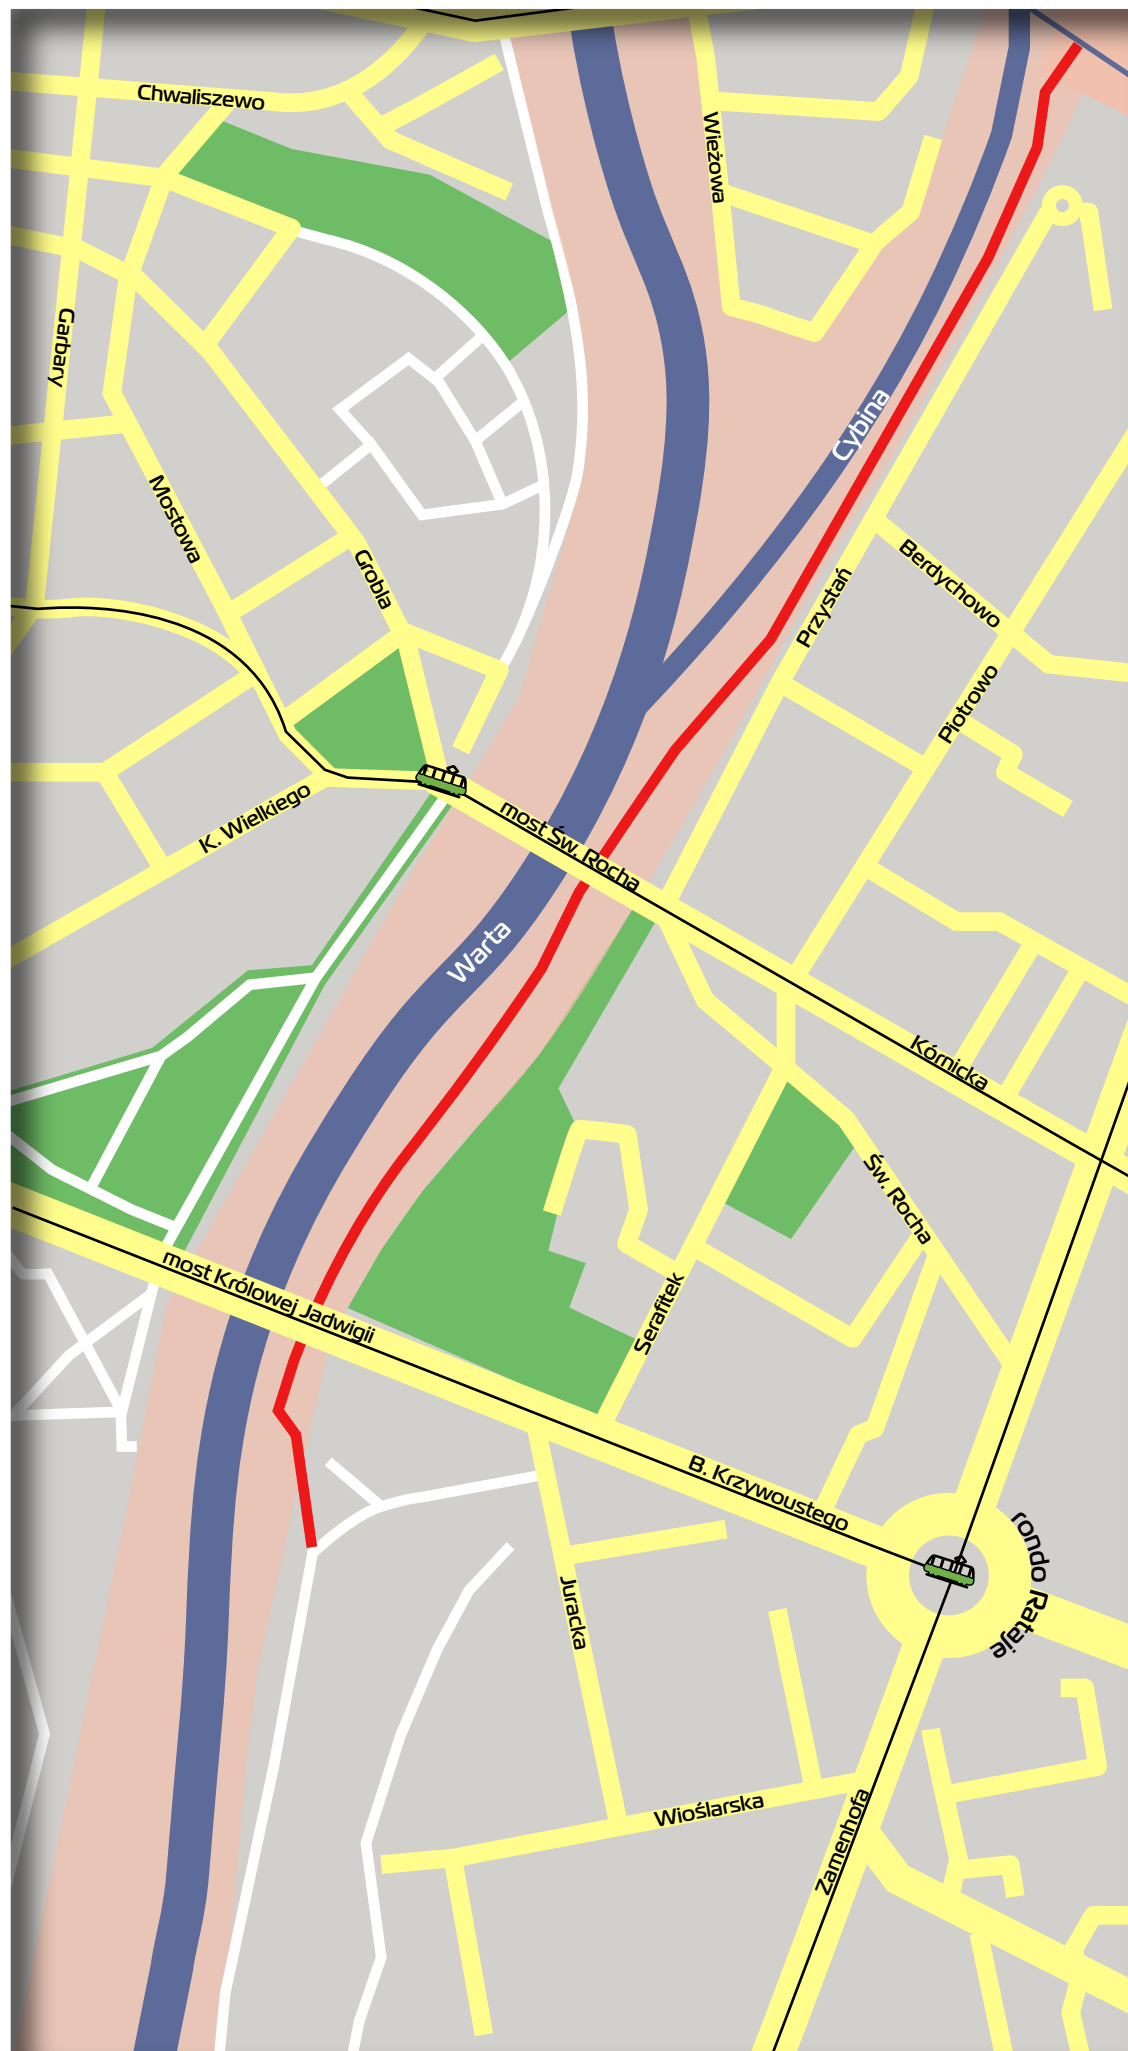 Chwaliszewo
Wieżowa
Garbary
Cybina
Mostowa
Grobla
Berdychowo
Przystań
Piotrowo
K. Wielkiego
most Św. Rocha
Warta
Kórnicka
Św. Rocha
most Królowej Jadwigii
Serafitek
B. Krzywoustego
rondo Rataje
Juracka
Wioślarska
Zamenhofa